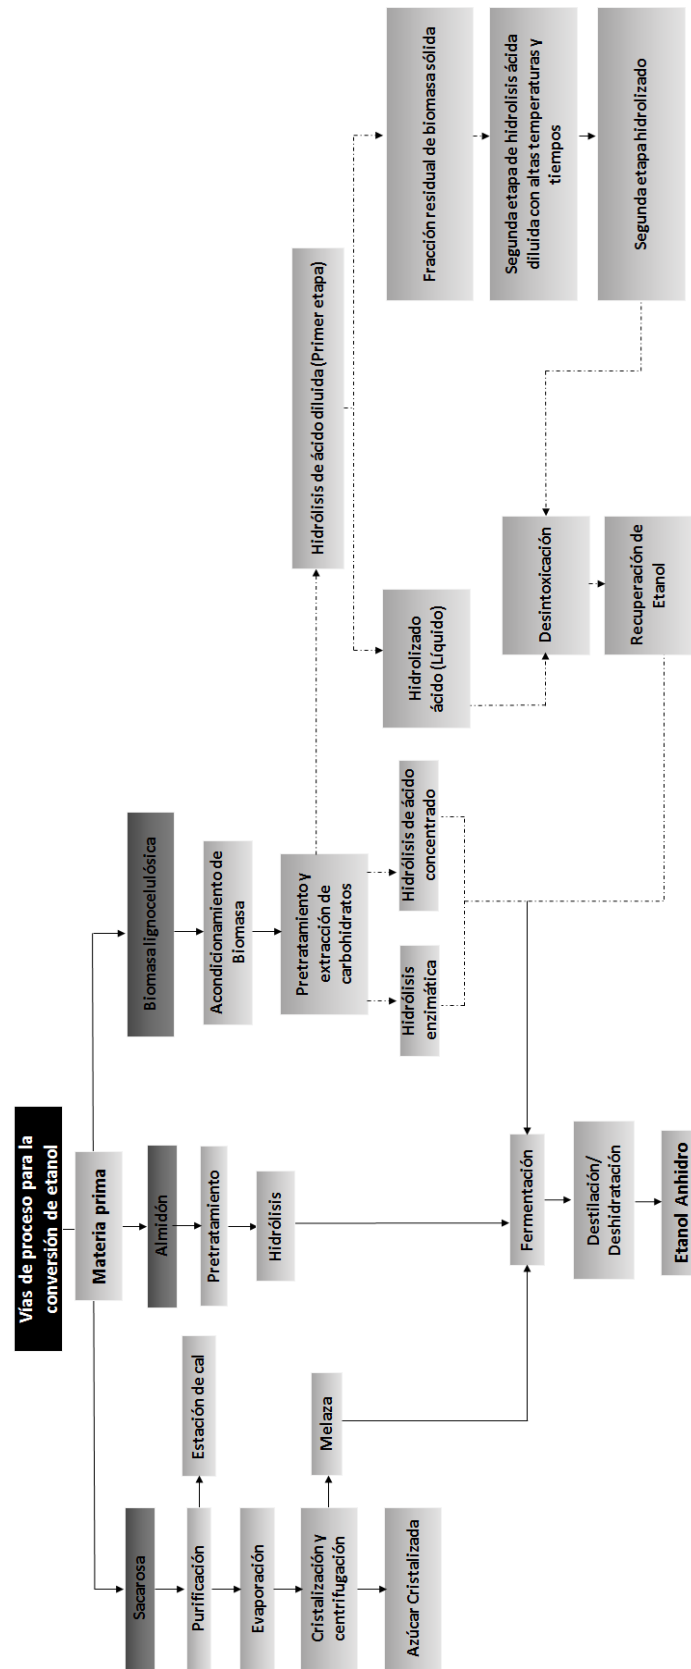 Vías de proceso para la
conversión de etanol
Materia prima
Sacarosa
Purificación
Estación de cal
Evaporación
Cristalización y
centrifugación
Melaza
Azúcar Cristalizada
Almidón
Pretratamiento
Hidrólisis
Biomasa lignocelulósica
Acondicionamiento de
Biomasa
Pretratamiento y
extracción de
carbohidratos
Hidrólisis
enzimática
Hidrólisis de ácido
concentrado
Hidrólisis de ácido diluida (Primer etapa)
Hidrolizado
ácido (Líquido)
Fracción residual de biomasa sólida
Segunda etapa de hidrolisis ácida
diluida con altas temperaturas y
tiempos
Segunda etapa hidrolizado
Desintoxicación
Recuperación de
Etanol
Fermentación
Destilación/
Deshidratación
Etanol Anhidro